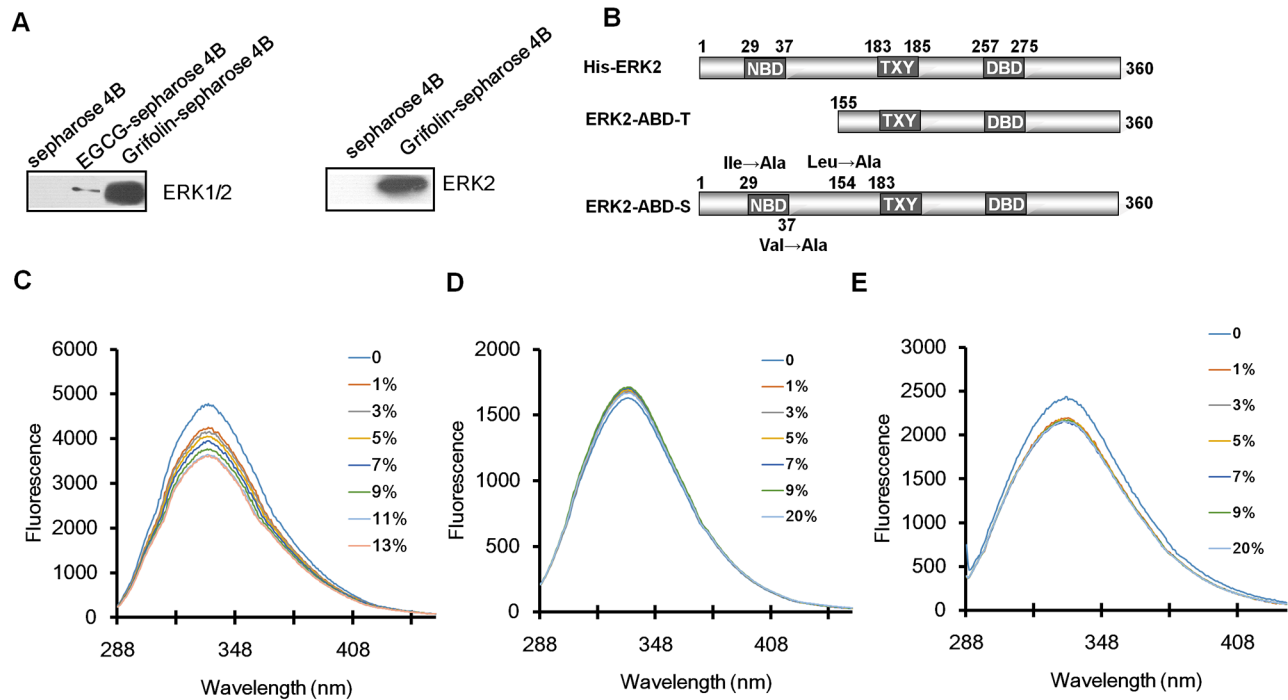 A
sepharose 4B
EGCG-sepharose 4B
Grifolin-sepharose 4B
ERK1/2
sepharose 4B
Grifolin-sepharose 4B
ERK2
B
1 29 37 183 185 257 275
His-ERK2 NBD TXY DBD 360
155
ERK2-ABD-T TXY DBD 360
Ile→Ala Leu→Ala
1 29 154 183
ERK2-ABD-S NBD TXY DBD 360
37
Val→Ala
C
6000
5000
4000
3000
2000
1000
0
Fluorescence
288 348 408
Wavelength (nm)
0
1%
3%
5%
7%
9%
11%
13%
D
2000
1500
1000
500
0
Fluorescence
288 348 408
Wavelength (nm)
0
1%
3%
5%
7%
9%
20%
E
3000
2500
2000
1500
1000
500
0
Fluorescence
288 348 408
Wavelength (nm)
0
1%
3%
5%
7%
9%
20%